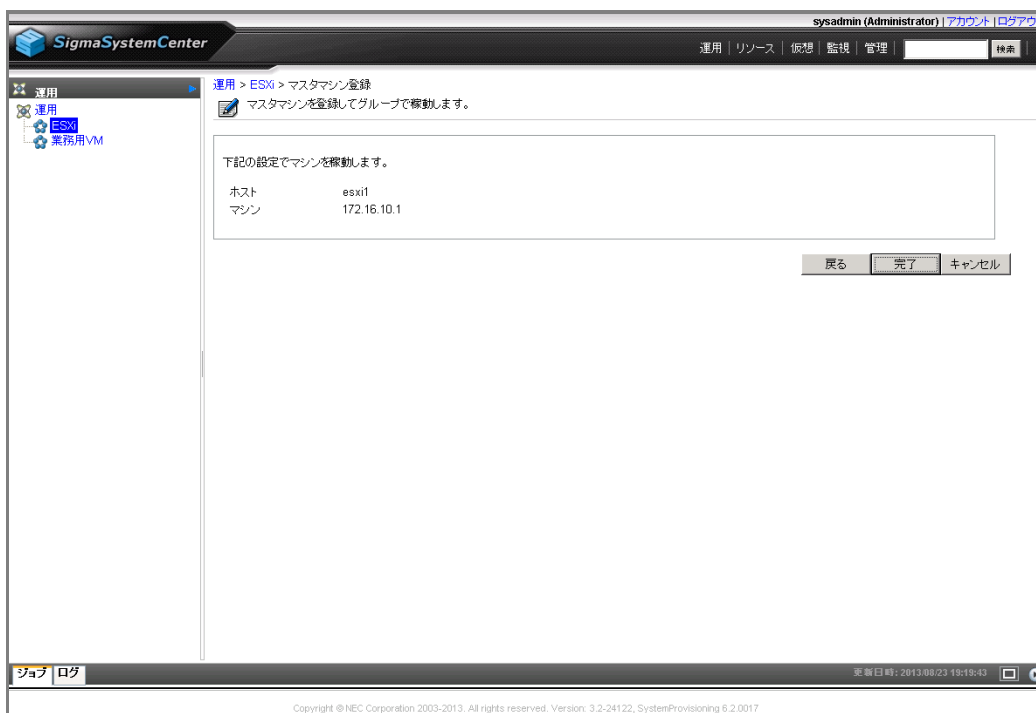 sysadmin (Administrator) | アカウント | ログアウ
SigmaSystemCenter
運用 | リソース | 仮想 | 監視 | 管理 | 検索
運用
運用
ESXi
業務用VM
運用 > ESXi > マスタマシン登録
マスタマシンを登録してグループで稼動します。
下記の設定でマシンを稼動します。
ホスト esxi1
マシン 172.16.10.1
戻る 完了 キャンセル
ジョブ ログ
更新日時: 2013/08/23 19:19:43
Copyright © NEC Corporation 2003-2013. All rights reserved. Version: 3.2-24122, SystemProvisioning 6.2.0017